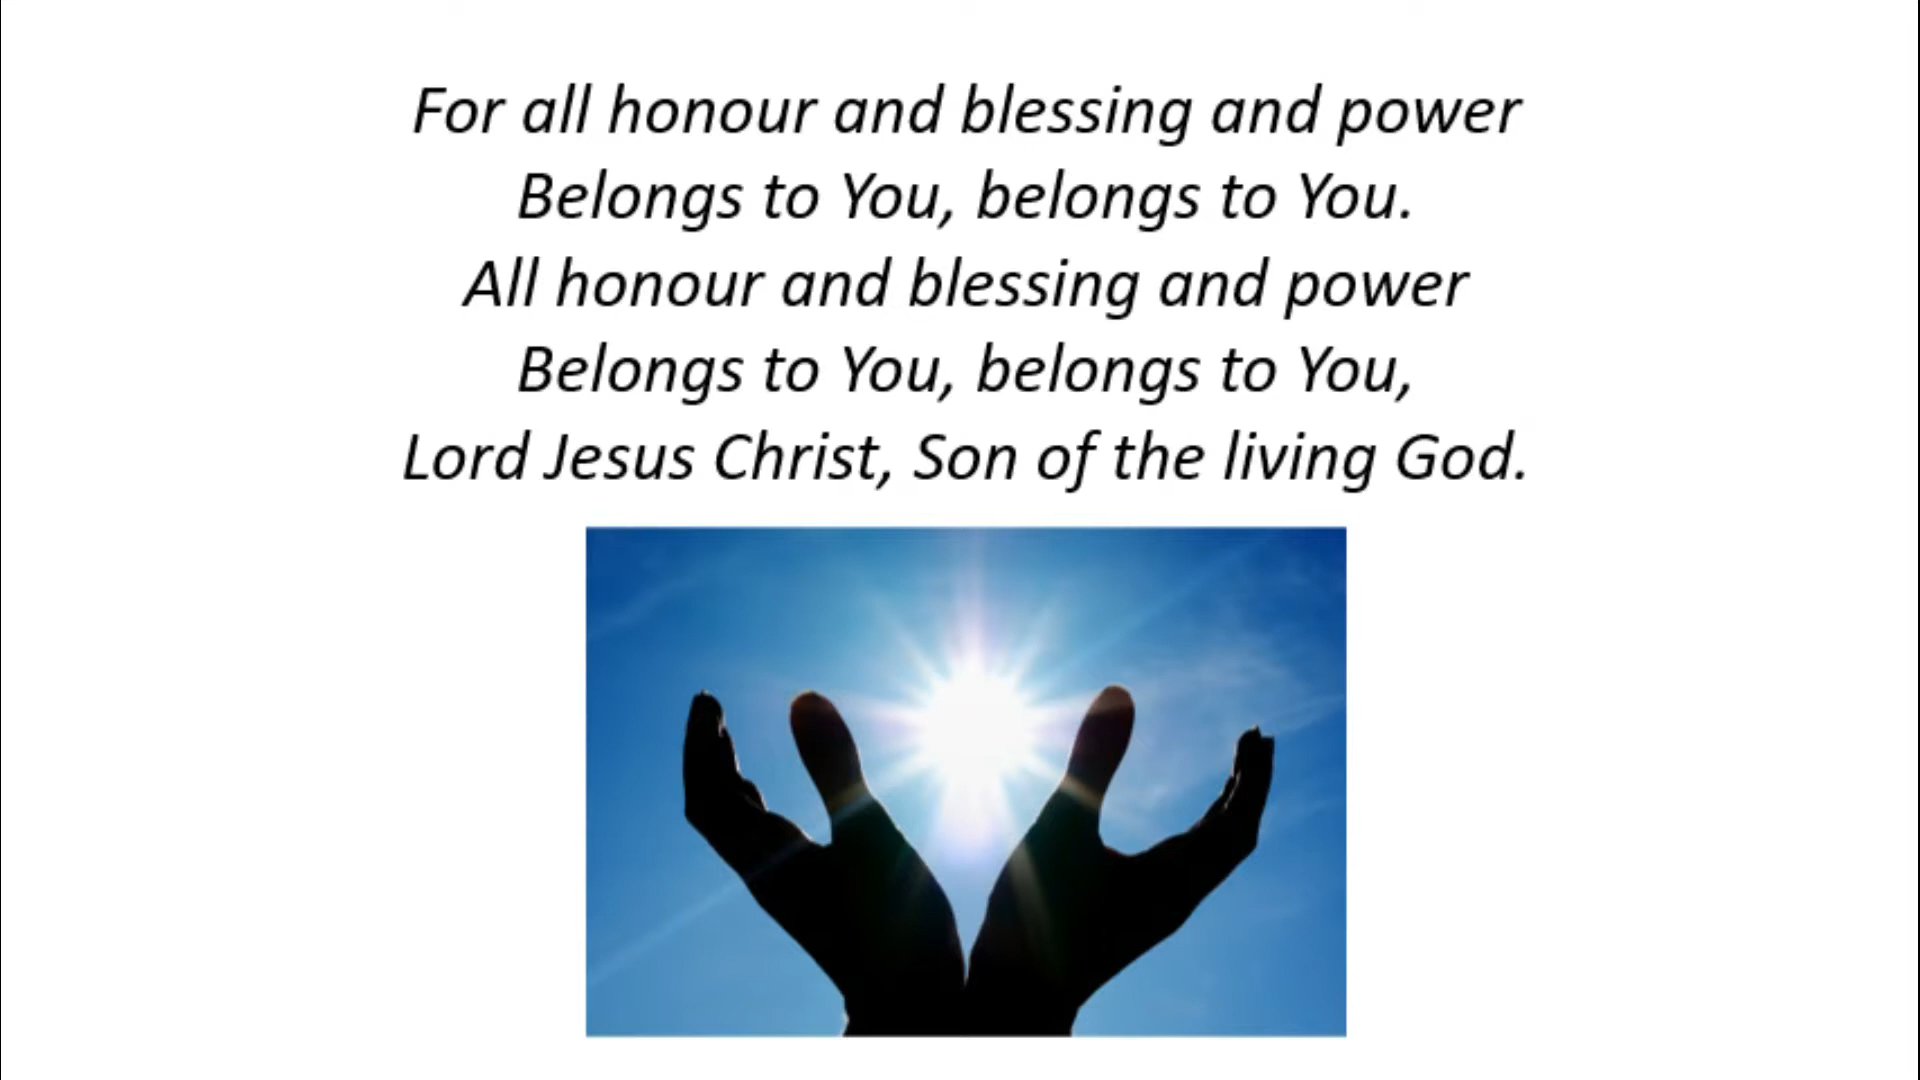 For all honour and blessing and power
Belongs to You, belongs to You.
All honour and blessing and power
Belongs to You, belongs to You,
Lord Jesus Christ, Son of the living God.